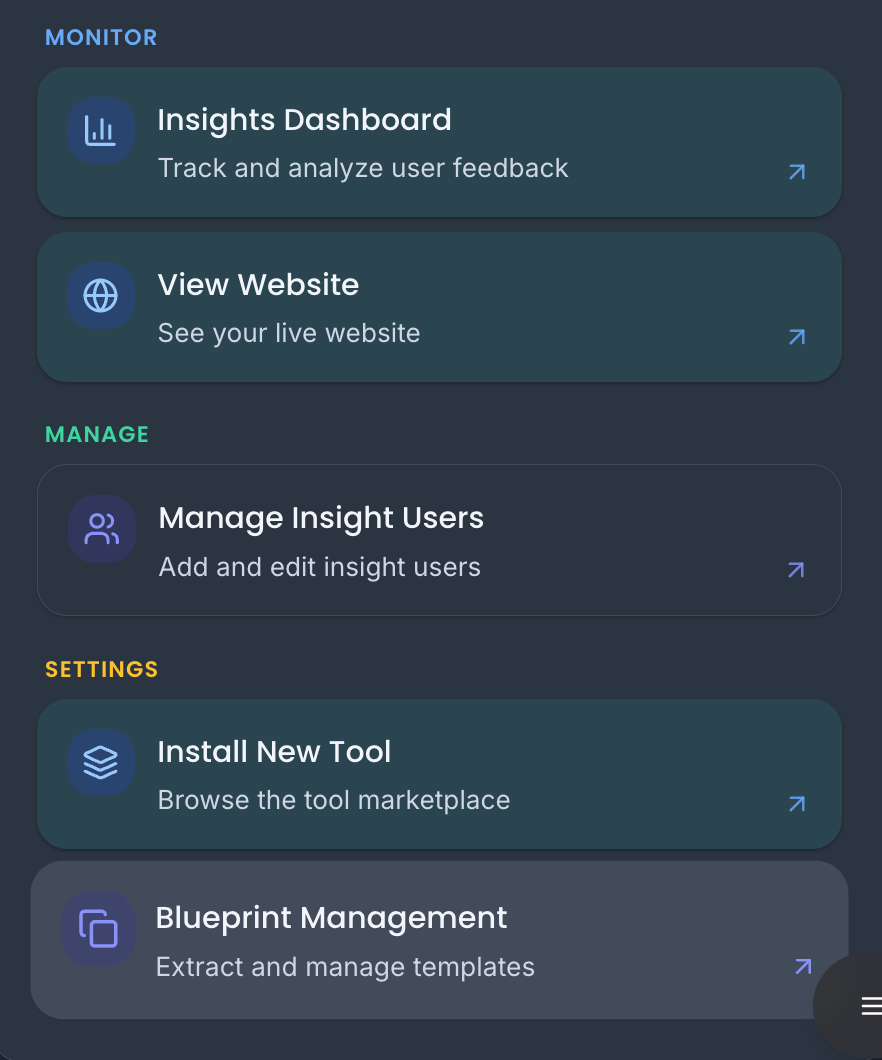 MONITOR
Insights Dashboard
Track and analyze user feedback
View Website
See your live website
MANAGE
Manage Insight Users
Add and edit insight users
SETTINGS
Install New Tool
Browse the tool marketplace
Blueprint Management
Extract and manage templates